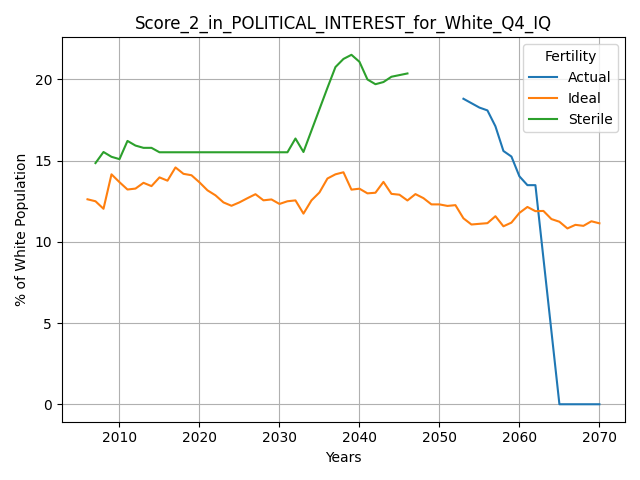 Score_2_in_POLITICAL_INTEREST_for_White_Q4_IQ
Fertility
Actual
Ideal
Sterile
% of White Population
20
15
10
5
0
2010 2020 2030 2040 2050 2060 2070
Years